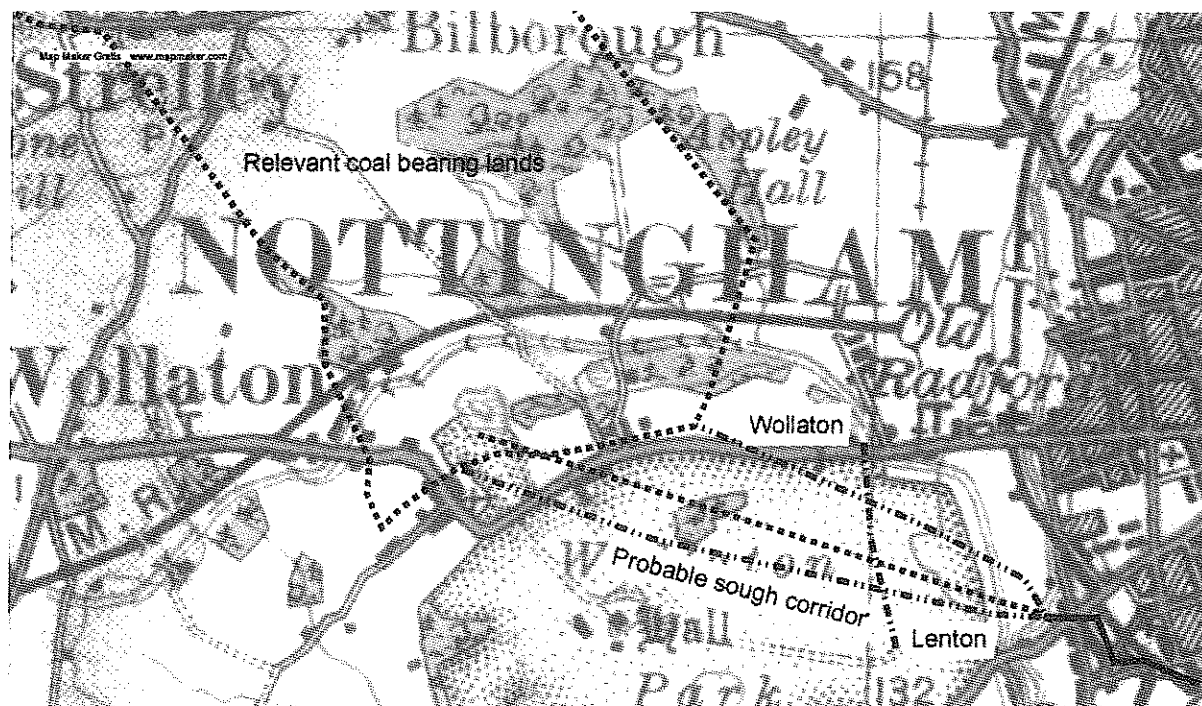 Bilborough
Map Maker Gratis www.mapmaker.com
Strelley
158
Aspley
Hall
Relevant coal bearing lands
NOTTINGHAM
Old
Radford
Wollaton
Wollaton
Probable sough corridor
Hall
Lenton
Park
132